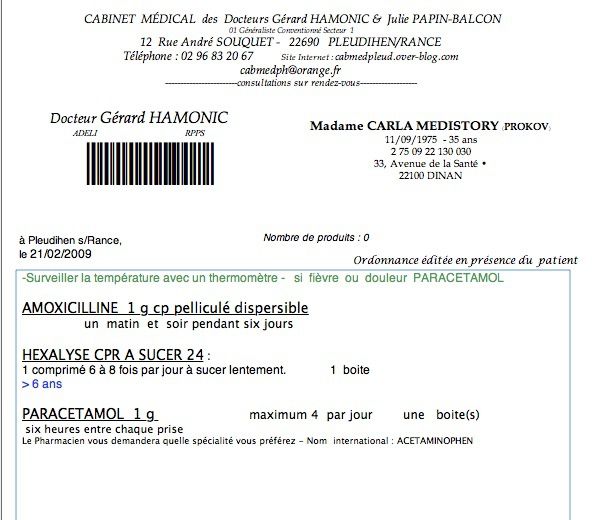 CABINET MÉDICAL des Docteurs Gérard HAMONIC & Julie PAPIN-BALCON
01 Généraliste Conventionné Secteur 1
12 Rue André SOUQUET - 22690 PLEUDIHEN/RANCE
Téléphone : 02 96 83 20 67 Site Internet : cabmedpleud.over-blog.com
cabmedph@orange.fr
------------------------consultations sur rendez-vous-------------------
Docteur Gérard HAMONIC
ADELI RPPS
Madame CARLA MEDISTORY (PROKOV)
11/09/1975 - 35 ans
2 75 09 22 130 030
33, Avenue de la Santé •
22100 DINAN
à Pleudihen s/Rance,
le 21/02/2009
Nombre de produits : 0
Ordonnance éditée en présence du patient
-Surveiller la température avec un thermomètre - si fièvre ou douleur PARACETAMOL
AMOXICILLINE 1 g cp pelliculé dispersible
un matin et soir pendant six jours
HEXALYSE CPR A SUCER 24 :
1 comprimé 6 à 8 fois par jour à sucer lentement. 1 boite
> 6 ans
PARACETAMOL 1 g maximum 4 par jour une boite(s)
six heures entre chaque prise
Le Pharmacien vous demandera quelle spécialité vous préférez - Nom international : ACETAMINOPHEN